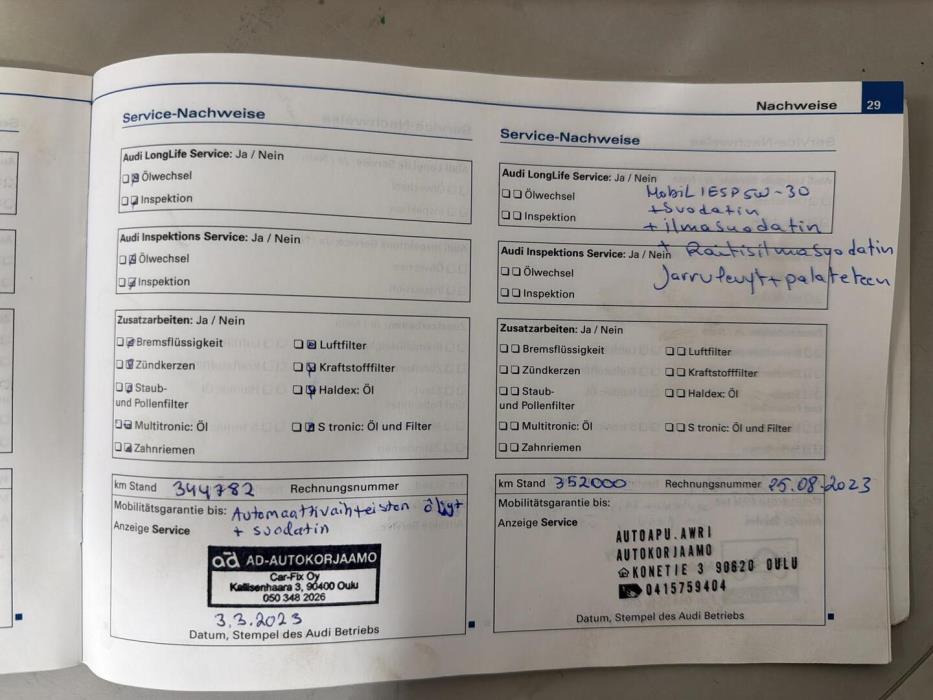 Nachweise 29
Service-Nachweise
Audi LongLife Service: Ja / Nein
Ölwechsel
Inspektion
Audi Inspektions Service: Ja / Nein
Ölwechsel
Inspektion
Zusatzarbeiten: Ja / Nein
Bremsflüssigkeit
Luftfilter
Zündkerzen
Kraftstofffilter
Staub-
und Pollenfilter
Haldex: Öl
Multitronic: Öl
S tronic: Öl und Filter
Zahnriemen
km Stand 344782 Rechnungsnummer
Mobilitätsgarantie bis: Automaattivaihteiston öljyt
Anzeige Service + suodatin
ad AD-AUTOKORJAAMO
Car-Fix Oy
Kallisenhaara 3, 90400 Oulu
050 348 2026
3.3.2023
Datum, Stempel des Audi Betriebs
Service-Nachweise
Audi LongLife Service: Ja / Nein
Ölwechsel
Inspektion
Mobil 1 ESP 5W-30
+ Suodatin
+ ilmasuodatin
+ Raitisilmasuodatin
Jarrulevyt + palat eteen
Audi Inspektions Service: Ja / Nein
Ölwechsel
Inspektion
Zusatzarbeiten: Ja / Nein
Bremsflüssigkeit
Luftfilter
Zündkerzen
Kraftstofffilter
Staub-
und Pollenfilter
Haldex: Öl
Multitronic: Öl
S tronic: Öl und Filter
Zahnriemen
km Stand 352000 Rechnungsnummer 25.08.2023
Mobilitätsgarantie bis:
Anzeige Service
AUTOAPU.AWRI
AUTOKORJAAMO
KONETIE 3 90620 OULU
0415759404
Datum, Stempel des Audi Betriebs